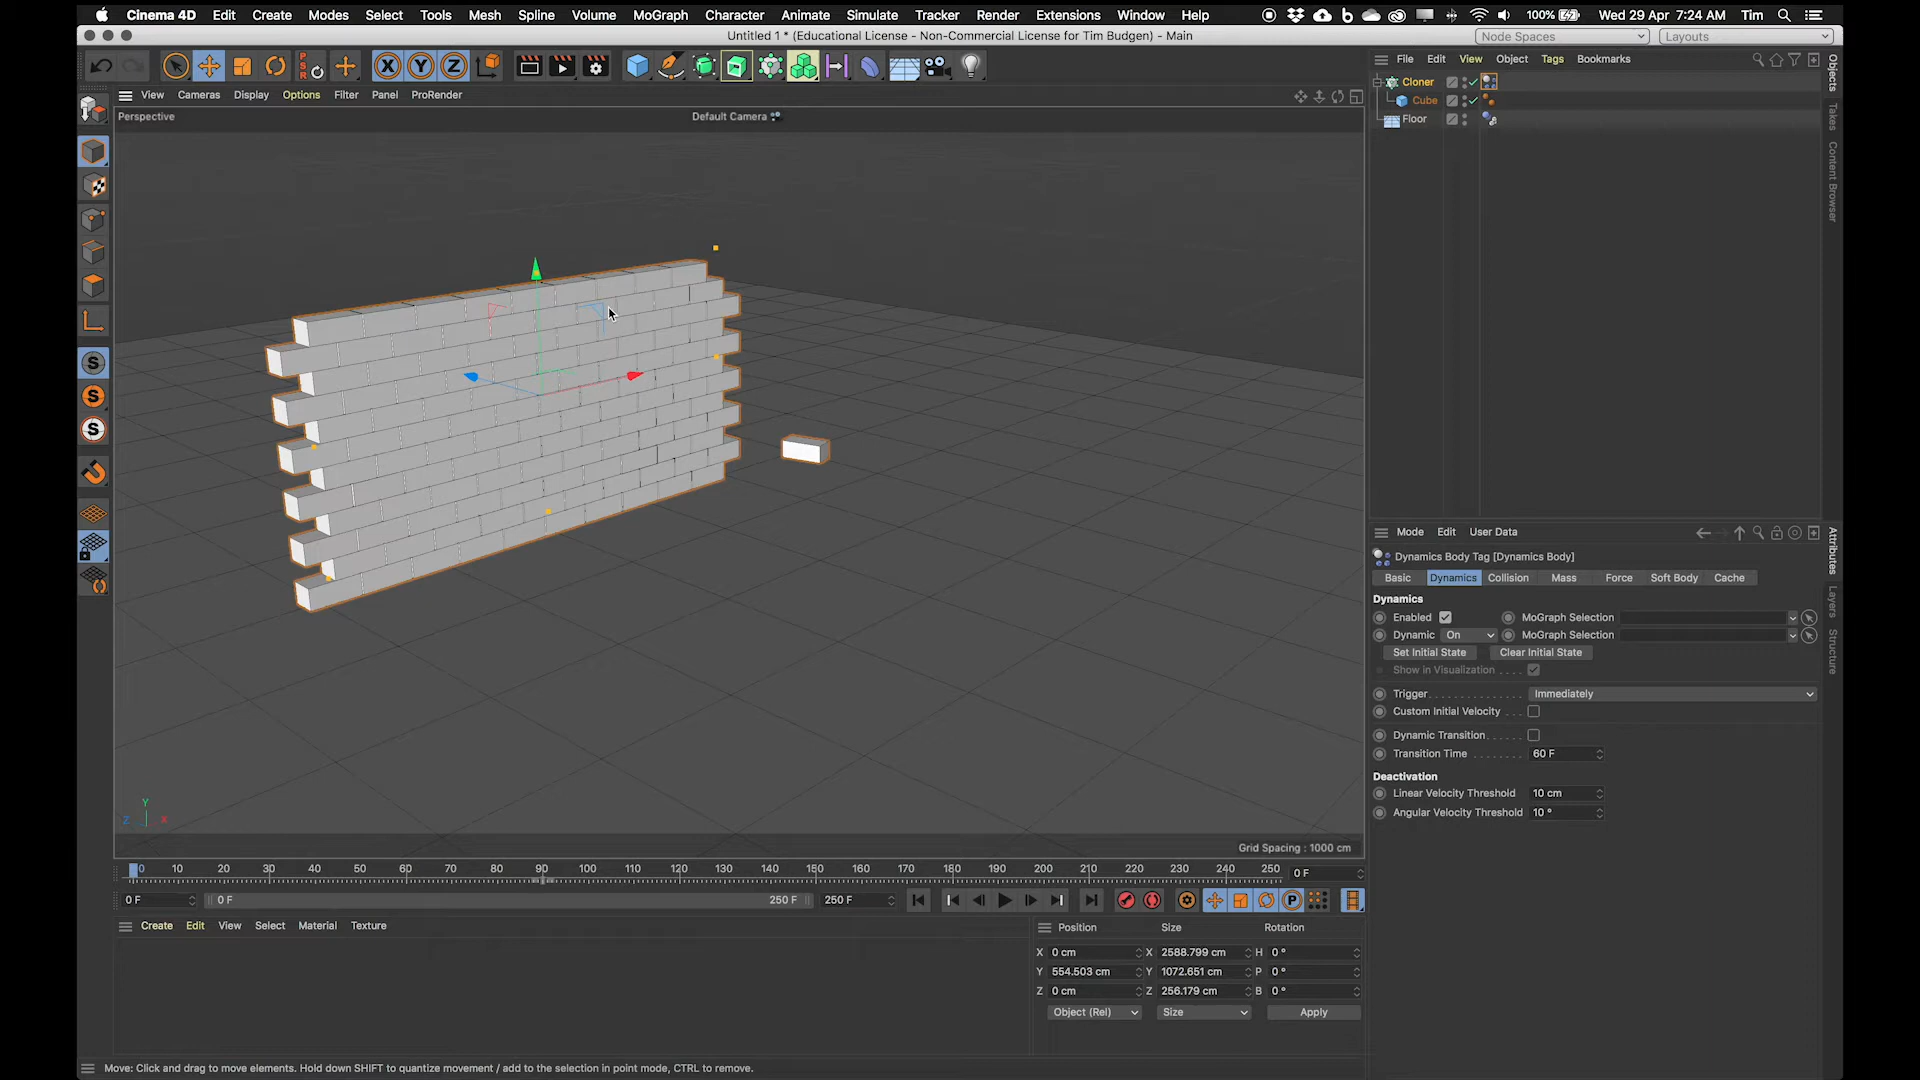 Cinema 4D Edit Create Modes Select Tools Mesh Spline Volume MoGraph Character Animate Simulate Tracker Render Extensions Window Help 100% Wed 29 Apr 7:24 AM Tim
Untitled 1 * (Educational License - Non-Commercial License for Tim Budgen) - Main
Node Spaces
Layouts
View Cameras Display Options Filter Panel ProRender
Perspective
Default Camera
Grid Spacing : 1000 cm
0 10 20 30 40 50 60 70 80 90 100 110 120 130 140 150 160 170 180 190 200 210 220 230 240 250 0 F
0 F 0 F 250 F 250 F
Create Edit View Select Material Texture
Position Size Rotation
X 0 cm X 2588.799 cm H 0 °
Y 554.503 cm Y 1072.651 cm P 0 °
Z 0 cm Z 256.179 cm B 0 °
Object (Rel) Size Apply
Move: Click and drag to move elements. Hold down SHIFT to quantize movement / add to the selection in point mode, CTRL to remove.
File Edit View Object Tags Bookmarks
Cloner
Cube
Floor
Objects
Takes
Content Browser
Mode Edit User Data
Dynamics Body Tag [Dynamics Body]
Basic Dynamics Collision Mass Force Soft Body Cache
Dynamics
Enabled MoGraph Selection
Dynamic On MoGraph Selection
Set Initial State Clear Initial State
Show in Visualization
Trigger Immediately
Custom Initial Velocity
Dynamic Transition
Transition Time 60 F
Deactivation
Linear Velocity Threshold 10 cm
Angular Velocity Threshold 10 °
Attributes
Layers
Structure
X Y Z
P
S
R
S
S
S
Y
Z X
P